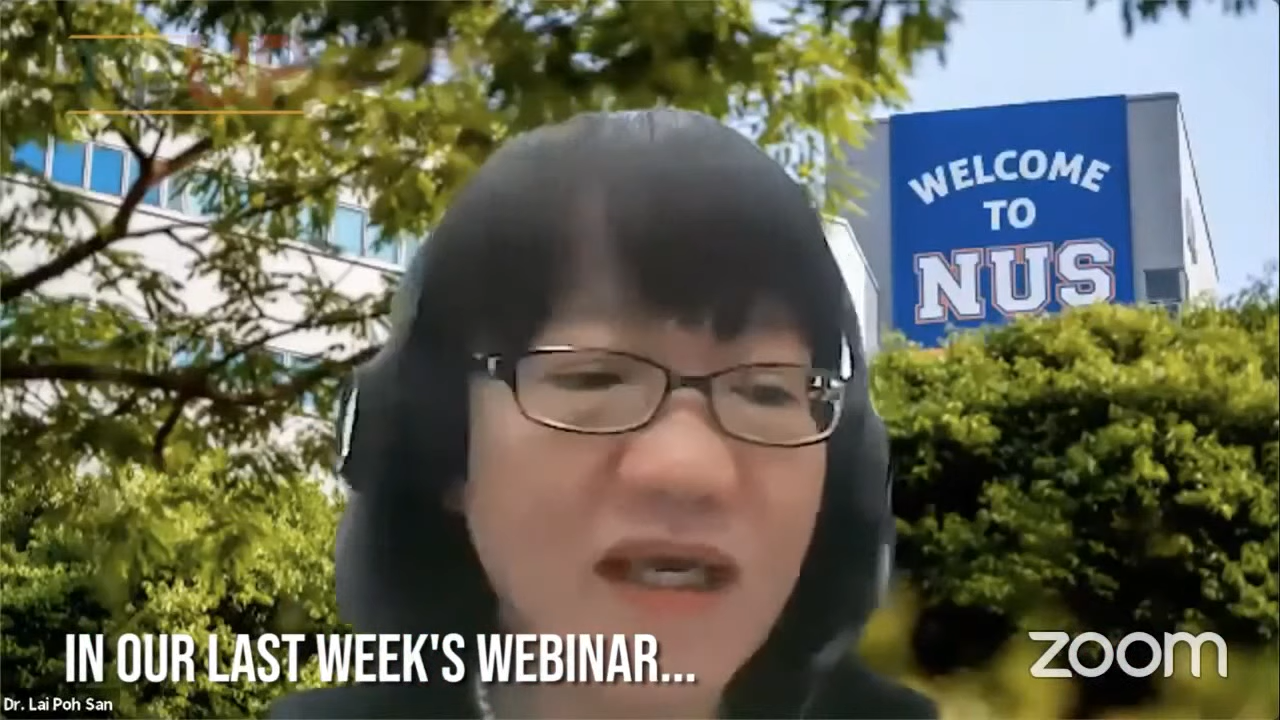 WELCOME
TO
NUS
IN OUR LAST WEEK'S WEBINAR...
zoom
Dr. Lai Poh San